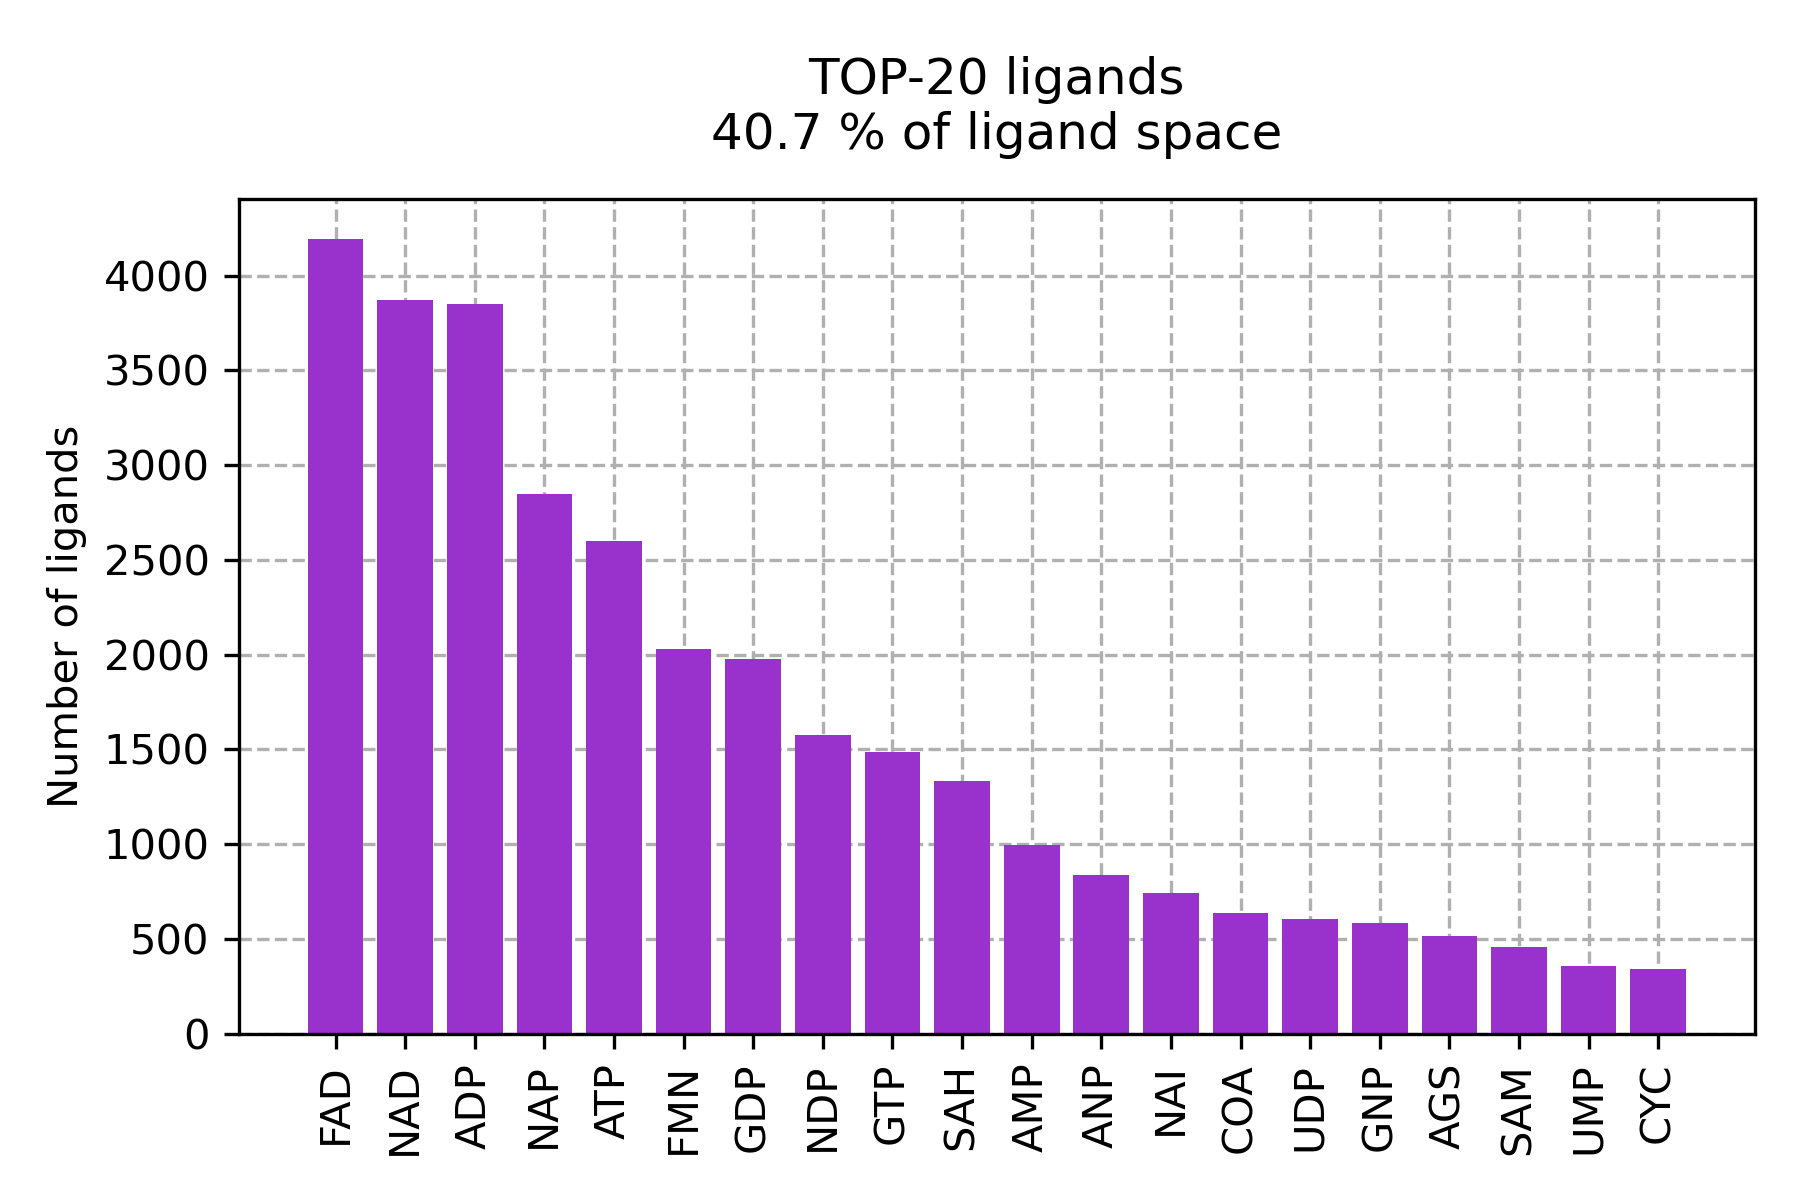 TOP-20 ligands
40.7 % of ligand space
Number of ligands
4000
3500
3000
2500
2000
1500
1000
500
0
FAD
NAD
ADP
NAP
ATP
FMN
GDP
NDP
GTP
SAH
AMP
ANP
NAI
COA
UDP
GNP
AGS
SAM
UMP
CYC